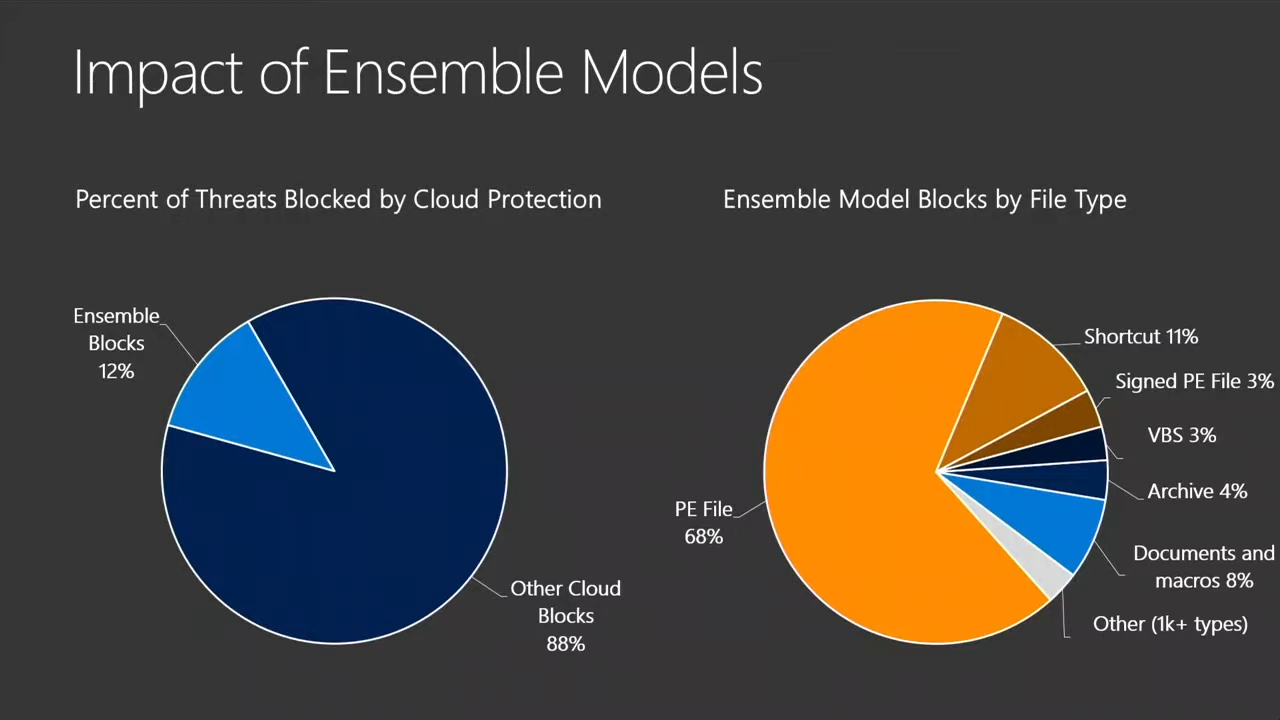 Impact of Ensemble Models
Percent of Threats Blocked by Cloud Protection
Ensemble
Blocks
12%
Other Cloud
Blocks
88%
Ensemble Model Blocks by File Type
Shortcut 11%
Signed PE File 3%
VBS 3%
Archive 4%
PE File
68%
Documents and
macros 8%
Other (1k+ types)